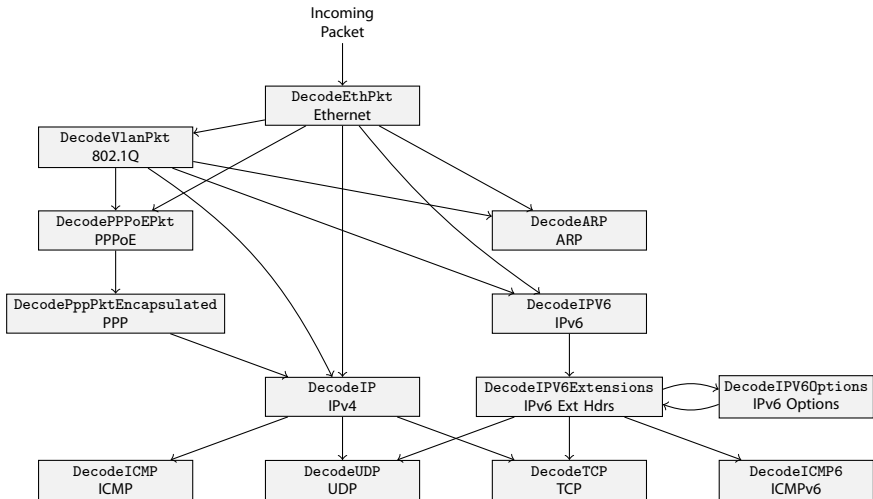 Incoming
Packet
DecodeEthPkt
Ethernet
DecodeVlanPkt
802.1Q
DecodePPPoEPkt
PPPoE
DecodeARP
ARP
DecodePppPktEncapsulated
PPP
DecodeIPV6
IPv6
DecodeIP
IPv4
DecodeIPV6Extensions
IPv6 Ext Hdrs
DecodeIPV6Options
IPv6 Options
DecodeICMP
ICMP
DecodeUDP
UDP
DecodeTCP
TCP
DecodeICMP6
ICMPv6